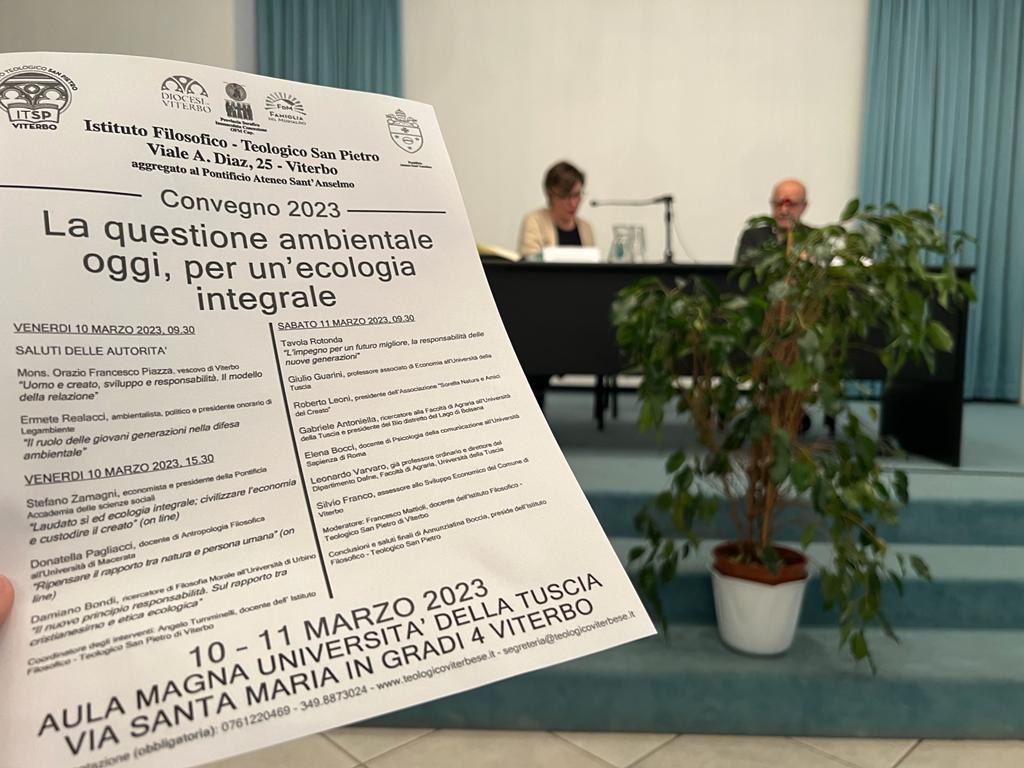 TEOLOGICO SAN PIETRO
ITSP
VITERBO
DIOCESI DI
VITERBO
Provincia Serafica
Immacolata Concezione
OFM Cap.
FDM
FAMIGLIA
DEL MURIALDO
Istituto Filosofico - Teologico San Pietro
Viale A. Diaz, 25 - Viterbo
aggregato al Pontificio Ateneo Sant'Anselmo
Convegno 2023
La questione ambientale
oggi, per un'ecologia
integrale
VENERDI 10 MARZO 2023, 09.30
SALUTI DELLE AUTORITA'
Mons. Orazio Francesco Piazza, vescovo di Viterbo
"Uomo e creato, sviluppo e responsabilità. Il modello
della relazione"
Ermete Realacci, ambientalista, politico e presidente onorario di
Legambiente
"Il ruolo delle giovani generazioni nella difesa
ambientale"
VENERDI 10 MARZO 2023, 15.30
Stefano Zamagni, economista e presidente della Pontificia
Accademia delle scienze sociali
"Laudato sì ed ecologia integrale; civilizzare l'economia
e custodire il creato" (on line)
Donatella Pagliacci, docente di Antropologia Filosofica
all'Università di Macerata
"Ripensare il rapporto tra natura e persona umana" (on
line)
Damiano Bondi, ricercatore di Filosofia Morale all'Università di Urbino
"Il nuovo principio responsabilità. Sul rapporto tra
cristianesimo e etica ecologica"
Coordinatore degli interventi: Angelo Tumminelli, docente dell' Istituto
Filosofico - Teologico San Pietro di Viterbo
SABATO 11 MARZO 2023, 09.30
Tavola Rotonda
"L'impegno per un futuro migliore, la responsabilità delle
nuove generazioni"
Giulio Guarini, professore associato di Economia all'Università della
Tuscia
Roberto Leoni, presidente dell'Associazione "Sorella Natura e Amici
del Creato"
Gabriele Antoniella, ricercatore alla Facoltà di Agraria all'Università
della Tuscia e presidente del Bio distretto del Lago di Bolsena
Elena Bocci, docente di Psicologia della comunicazione all'Università
Sapienza di Roma
Leonardo Varvaro, già professore ordinario e direttore del
Dipartimento Dafne, Facoltà di Agraria, Università della Tuscia
Silvio Franco, assessore allo Sviluppo Economico del Comune di
Viterbo
Moderatore: Francesco Mattioli, docente dell'Istituto Filosofico -
Teologico San Pietro di Viterbo
Conclusioni e saluti finali di Annunziatina Boccia, preside dell'Istituto
Filosofico - Teologico San Pietro
10 - 11 MARZO 2023
AULA MAGNA UNIVERSITA' DELLA TUSCIA
VIA SANTA MARIA IN GRADI 4 VITERBO
(obbligatoria): 0761220469 - 349.8873024 - www.teologicoviterbese.it - segreteria@teologicoviterbese.it